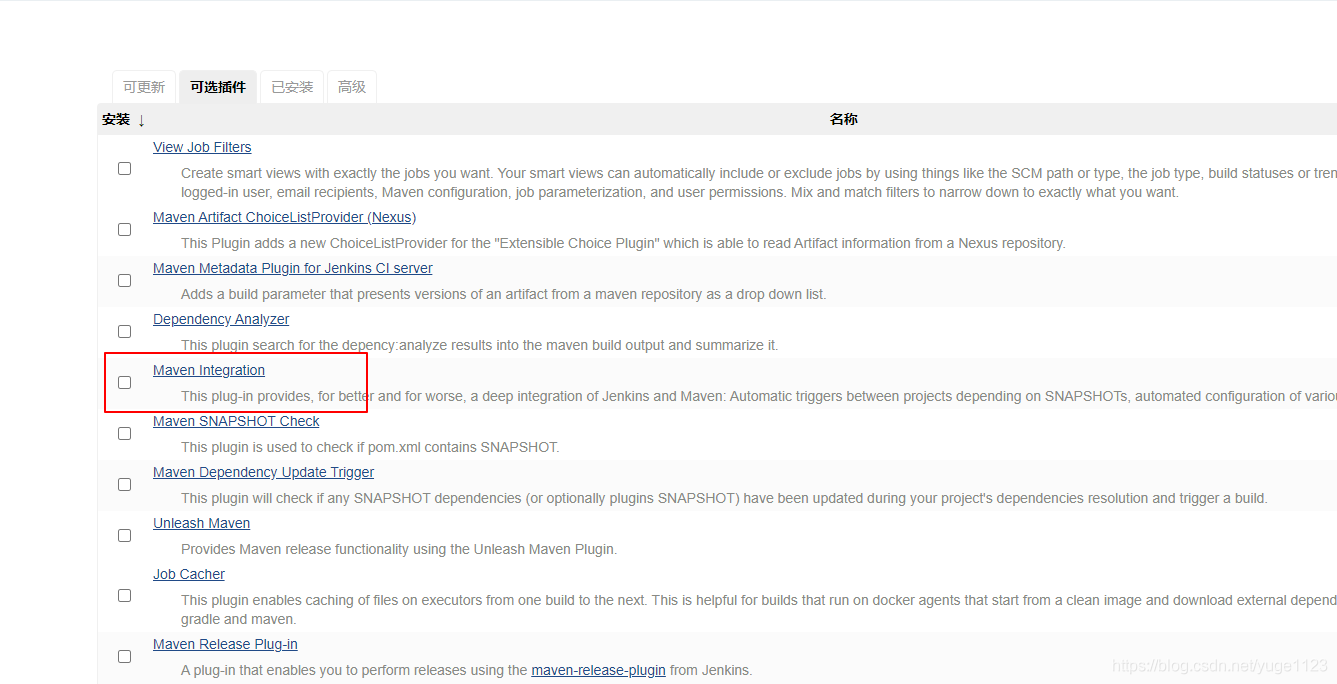 可更新 可选插件 已安装 高级
安装 ↓ 名称
View Job Filters
Create smart views with exactly the jobs you want. Your smart views can automatically include or exclude jobs by using things like the SCM path or type, the job type, build statuses or tren
logged-in user, email recipients, Maven configuration, job parameterization, and user permissions. Mix and match filters to narrow down to exactly what you want.
Maven Artifact ChoiceListProvider (Nexus)
This Plugin adds a new ChoiceListProvider for the "Extensible Choice Plugin" which is able to read Artifact information from a Nexus repository.
Maven Metadata Plugin for Jenkins CI server
Adds a build parameter that presents versions of an artifact from a maven repository as a drop down list.
Dependency Analyzer
This plugin search for the depency:analyze results into the maven build output and summarize it.
Maven Integration
This plug-in provides, for better and for worse, a deep integration of Jenkins and Maven: Automatic triggers between projects depending on SNAPSHOTs, automated configuration of variou
Maven SNAPSHOT Check
This plugin is used to check if pom.xml contains SNAPSHOT.
Maven Dependency Update Trigger
This plugin will check if any SNAPSHOT dependencies (or optionally plugins SNAPSHOT) have been updated during your project's dependencies resolution and trigger a build.
Unleash Maven
Provides Maven release functionality using the Unleash Maven Plugin.
Job Cacher
This plugin enables caching of files on executors from one build to the next. This is helpful for builds that run on docker agents that start from a clean image and download external depend
gradle and maven.
Maven Release Plug-in
A plug-in that enables you to perform releases using the maven-release-plugin from Jenkins.
https://blog.csdn.net/yuge1123